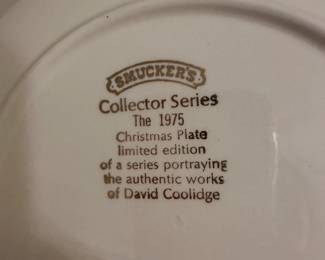 SMUCKER'S
Collector Series
The 1975
Christmas Plate
limited edition
of a series portraying
the authentic works
of David Coolidge